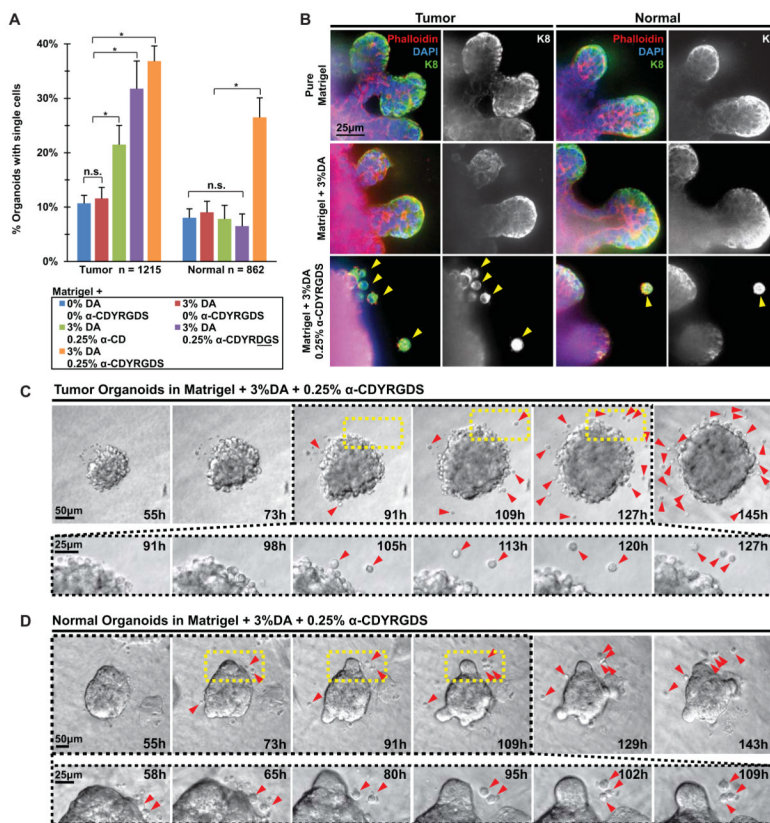 A
% Organoids with single cells
40%
30%
20%
10%
0%
*
*
*
n.s.
*
n.s.
Tumor n = 1215
Normal n = 862
Matrigel +
0% DA
0% α-CDYRGDS
3% DA
0% α-CDYRGDS
3% DA
0.25% α-CD
3% DA
0.25% α-CDYRDGS
3% DA
0.25% α-CDYRGDS
B
Tumor
Normal
Pure
Matrigel
Phalloidin
DAPI
K8
K8
Phalloidin
DAPI
K8
K
25µm
Matrigel + 3%DA
Matrigel + 3%DA
0.25% α-CDYRGDS
C
Tumor Organoids in Matrigel + 3%DA + 0.25% α-CDYRGDS
50µm
55h
73h
91h
109h
127h
145h
25µm
91h
98h
105h
113h
120h
127h
D
Normal Organoids in Matrigel + 3%DA + 0.25% α-CDYRGDS
50µm
55h
73h
91h
109h
129h
143h
25µm
58h
65h
80h
95h
102h
109h